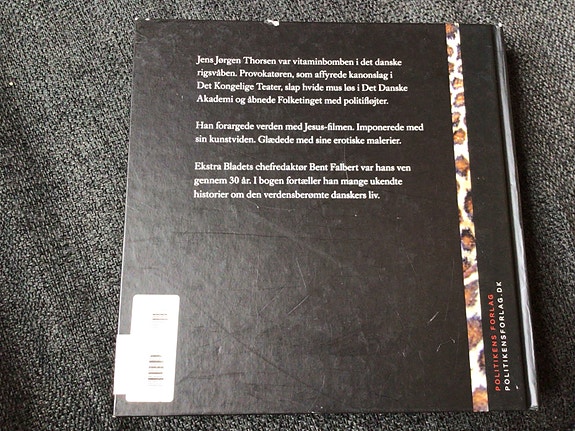 Jens Jørgen Thorsen var vitaminbomben i det danske
rigsvåben. Provokatøren, som affyrede kanonslag i
Det Kongelige Teater, slap hvide mus løs i Det Danske
Akademi og åbnede Folketinget med politifløjter.
Han forargede verden med Jesus-filmen. Imponerede med
sin kunstviden. Glædede med sine erotiske malerier.
Ekstra Bladets chefredaktør Bent Falbert var hans ven
gennem 30 år. I bogen fortæller han mange ukendte
historier om den verdensberømte danskers liv.
POLITIKENS FORLAG
POLITIKENSFORLAG.DK